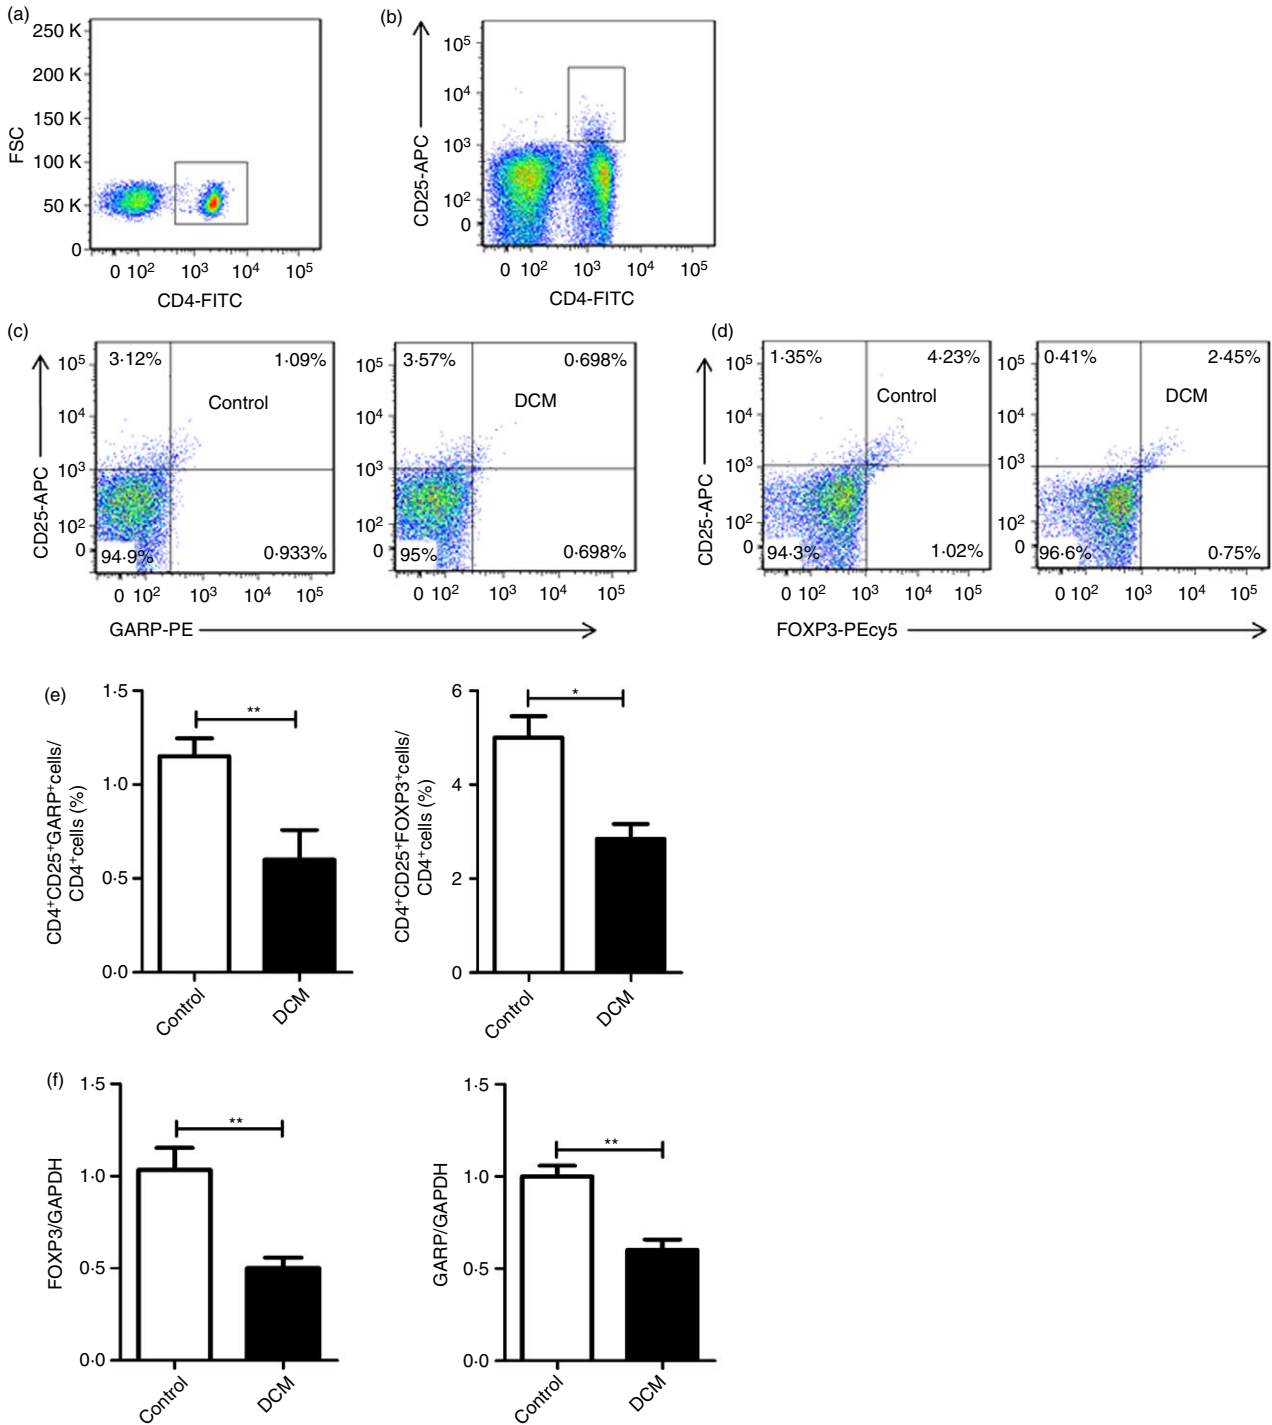 (a)
250 K
200 K
150 K
100 K
50 K
0
FSC
0 10² 10³ 10⁴ 10⁵
CD4-FITC
(b)
10⁵
10⁴
10³
10²
0
CD25-APC
0 10² 10³ 10⁴ 10⁵
CD4-FITC
(c)
CD25-APC
10⁵
10⁴
10³
10²
0
3·12% 1·09%
Control
94·9% 0·933%
0 10² 10³ 10⁴ 10⁵
10⁵
10⁴
10³
10²
0
3·57% 0·698%
DCM
95% 0·698%
0 10² 10³ 10⁴ 10⁵
GARP-PE
(d)
CD25-APC
10⁵
10⁴
10³
10²
0
1·35% 4·23%
Control
94·3% 1·02%
0 10² 10³ 10⁴ 10⁵
10⁵
10⁴
10³
10²
0
0·41% 2·45%
DCM
96·6% 0·75%
0 10² 10³ 10⁴ 10⁵
FOXP3-PEcy5
(e)
CD4⁺CD25⁺GARP⁺cells/
CD4⁺cells (%)
1·5
1·0
0·5
0·0
**
Control
DCM
CD4⁺CD25⁺FOXP3⁺cells/
CD4⁺cells (%)
6
4
2
0
*
Control
DCM
(f)
FOXP3/GAPDH
1·5
1·0
0·5
0·0
**
Control
DCM
GARP/GAPDH
1·5
1·0
0·5
0·0
**
Control
DCM